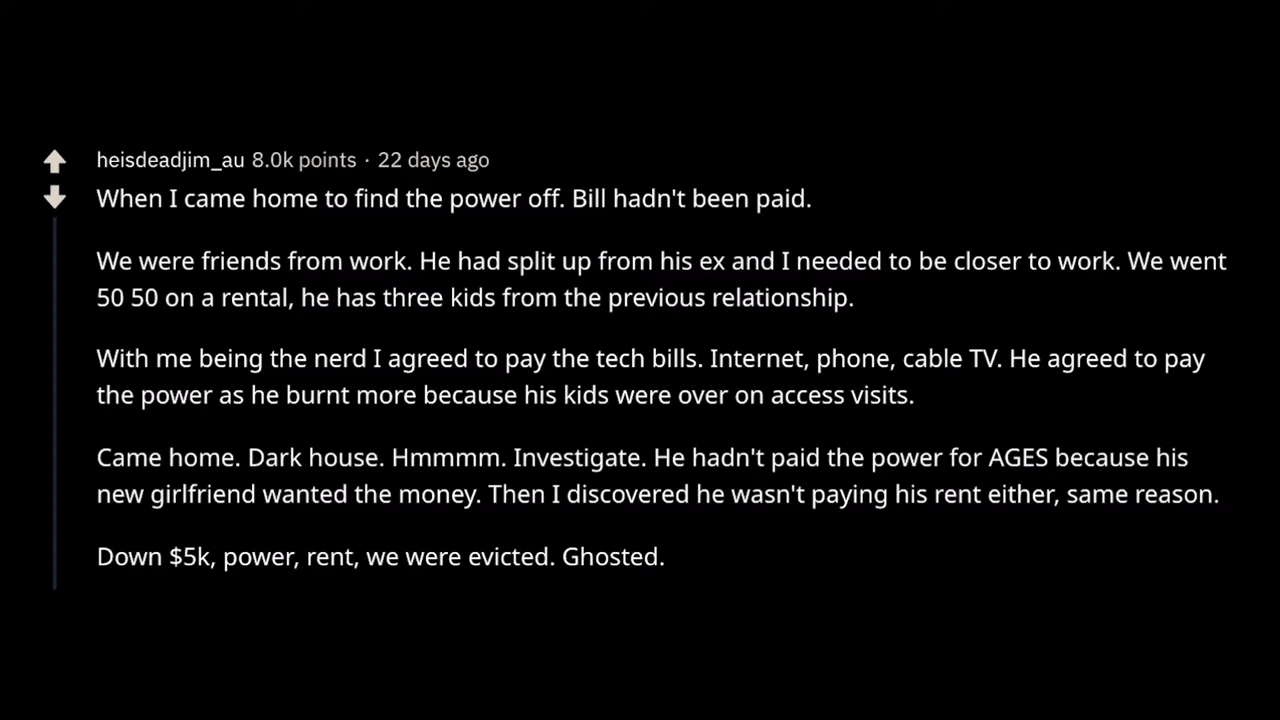 heisdeadjim_au 8.0k points · 22 days ago
When I came home to find the power off. Bill hadn't been paid.
We were friends from work. He had split up from his ex and I needed to be closer to work. We went
50 50 on a rental, he has three kids from the previous relationship.
With me being the nerd I agreed to pay the tech bills. Internet, phone, cable TV. He agreed to pay
the power as he burnt more because his kids were over on access visits.
Came home. Dark house. Hmmmm. Investigate. He hadn't paid the power for AGES because his
new girlfriend wanted the money. Then I discovered he wasn't paying his rent either, same reason.
Down $5k, power, rent, we were evicted. Ghosted.